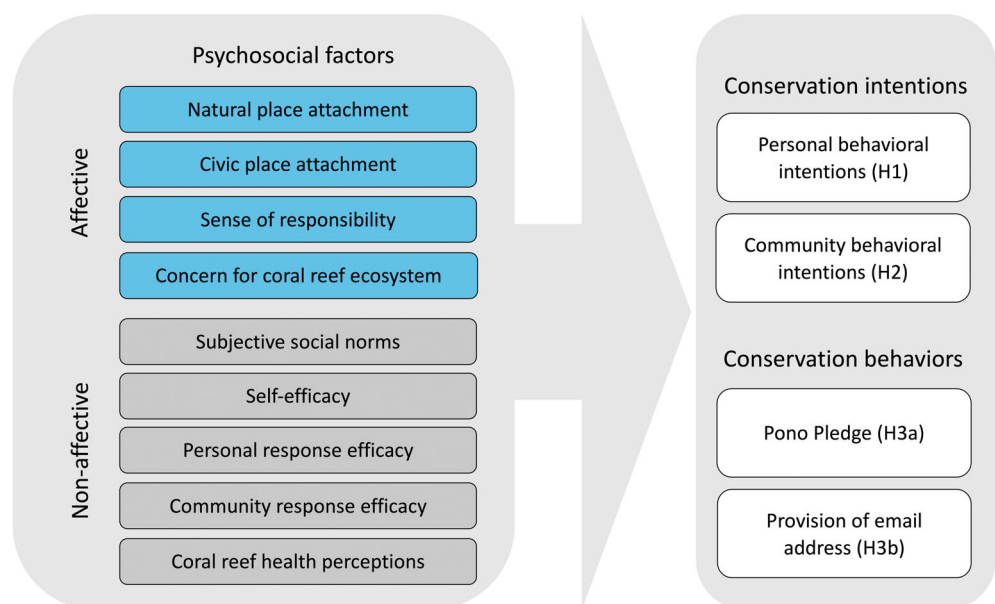 Psychosocial factors
Affective
Natural place attachment
Civic place attachment
Sense of responsibility
Concern for coral reef ecosystem
Non-affective
Subjective social norms
Self-efficacy
Personal response efficacy
Community response efficacy
Coral reef health perceptions
Conservation intentions
Personal behavioral
intentions (H1)
Community behavioral
intentions (H2)
Conservation behaviors
Pono Pledge (H3a)
Provision of email
address (H3b)